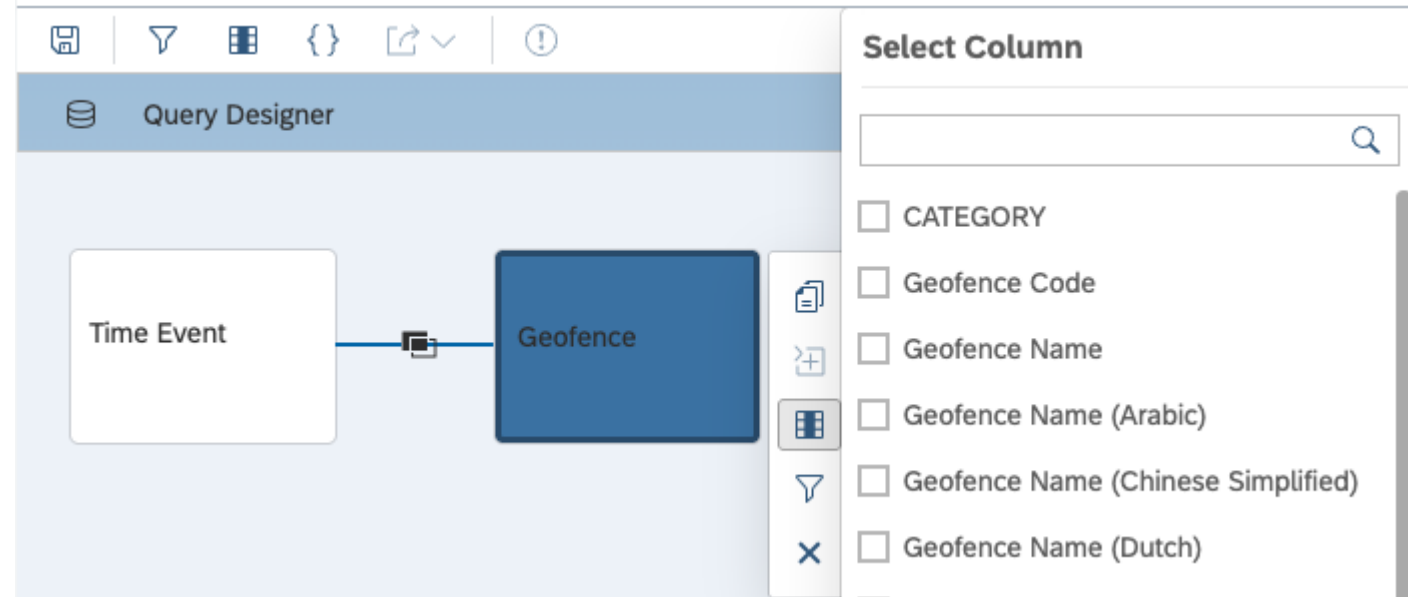 Query Designer
Time Event
Geofence
Select Column
CATEGORY
Geofence Code
Geofence Name
Geofence Name (Arabic)
Geofence Name (Chinese Simplified)
Geofence Name (Dutch)